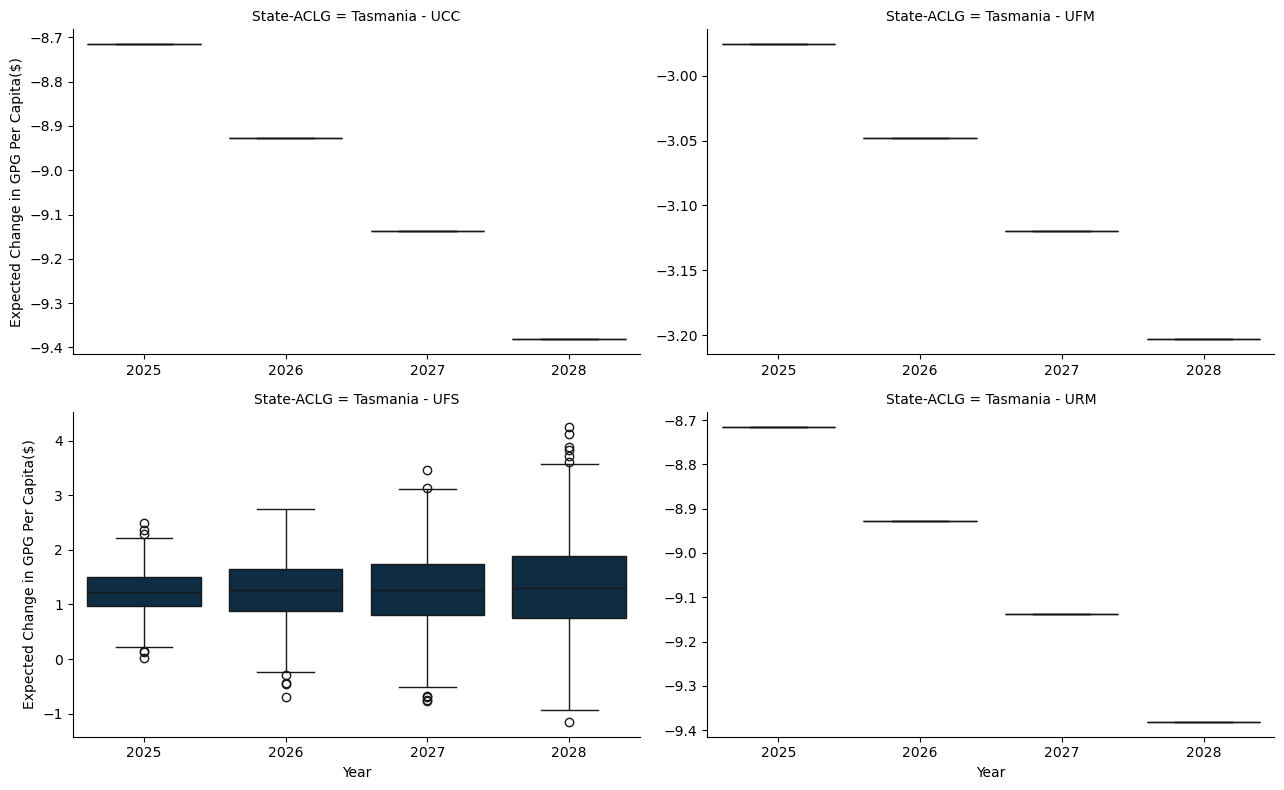 State-ACLG = Tasmania - UCC
Expected Change in GPG Per Capita($)
−8.7
−8.8
−8.9
−9.0
−9.1
−9.2
−9.3
−9.4
2025 2026 2027 2028
State-ACLG = Tasmania - UFM
−3.00
−3.05
−3.10
−3.15
−3.20
2025 2026 2027 2028
State-ACLG = Tasmania - UFS
Expected Change in GPG Per Capita($)
4
3
2
1
0
−1
2025 2026 2027 2028
Year
State-ACLG = Tasmania - URM
−8.7
−8.8
−8.9
−9.0
−9.1
−9.2
−9.3
−9.4
2025 2026 2027 2028
Year